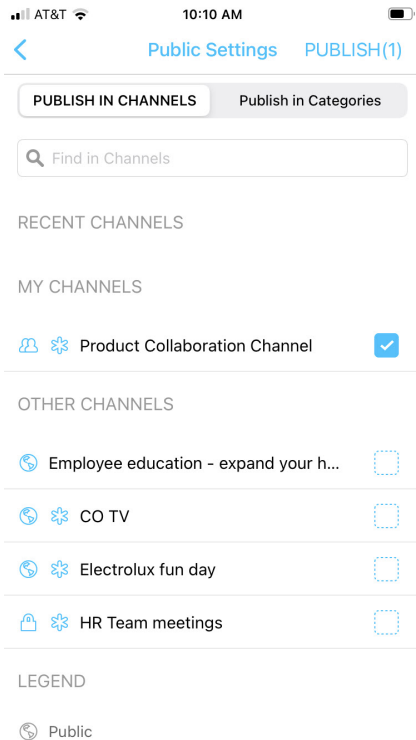 AT&T 10:10 AM
Public Settings PUBLISH(1)
PUBLISH IN CHANNELS Publish in Categories
Find in Channels
RECENT CHANNELS
MY CHANNELS
Product Collaboration Channel
OTHER CHANNELS
Employee education - expand your h...
CO TV
Electrolux fun day
HR Team meetings
LEGEND
Public